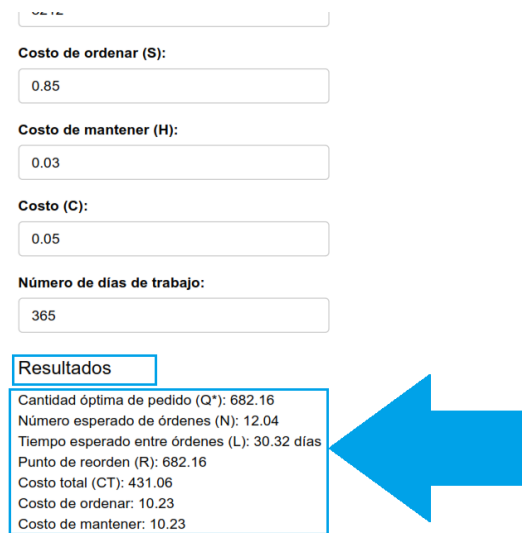 Costo de ordenar (S):
0.85
Costo de mantener (H):
0.03
Costo (C):
0.05
Número de días de trabajo:
365
Resultados
Cantidad óptima de pedido (Q*): 682.16
Número esperado de órdenes (N): 12.04
Tiempo esperado entre órdenes (L): 30.32 días
Punto de reorden (R): 682.16
Costo total (CT): 431.06
Costo de ordenar: 10.23
Costo de mantener: 10.23